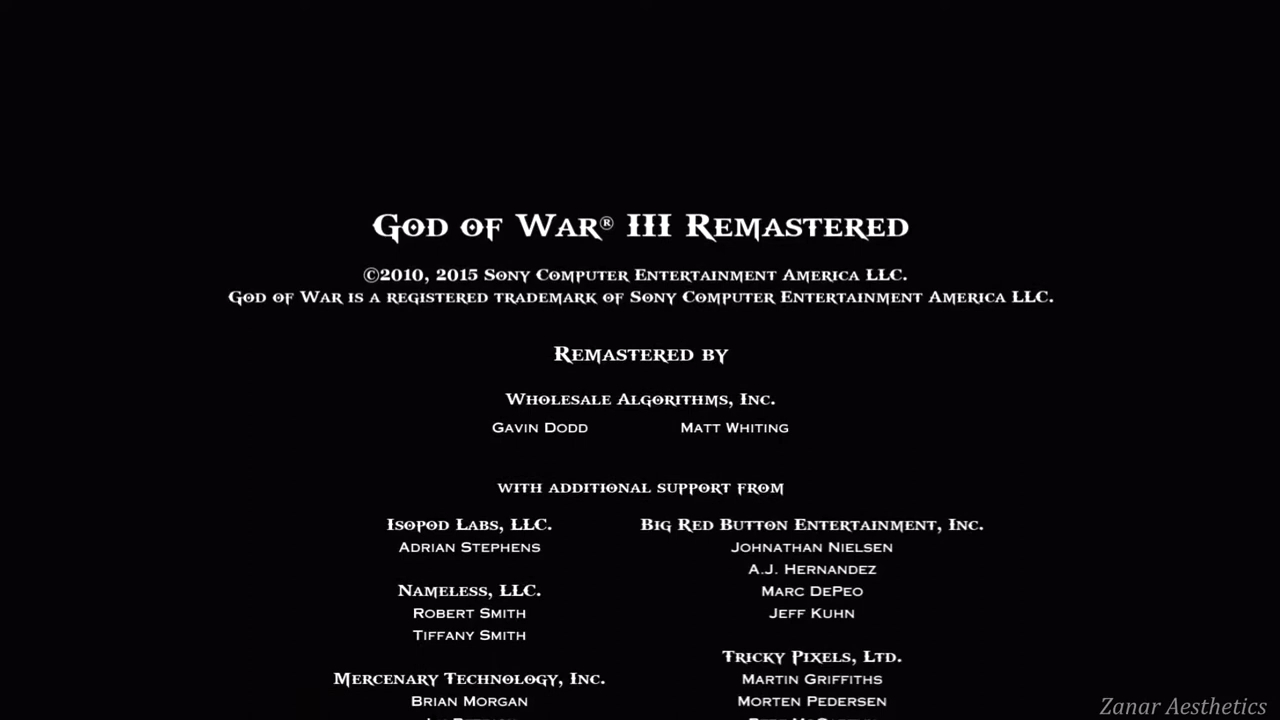 God of War® III Remastered
©2010, 2015 Sony Computer Entertainment America LLC.
God of War is a registered trademark of Sony Computer Entertainment America LLC.
Remastered by
Wholesale Algorithms, Inc.
Gavin Dodd
Matt Whiting
with additional support from
Isopod Labs, LLC.
Adrian Stephens
Nameless, LLC.
Robert Smith
Tiffany Smith
Mercenary Technology, Inc.
Brian Morgan
Big Red Button Entertainment, Inc.
Johnathan Nielsen
A.J. Hernandez
Marc DePeo
Jeff Kuhn
Tricky Pixels, Ltd.
Martin Griffiths
Morten Pedersen
Zanar Aesthetics